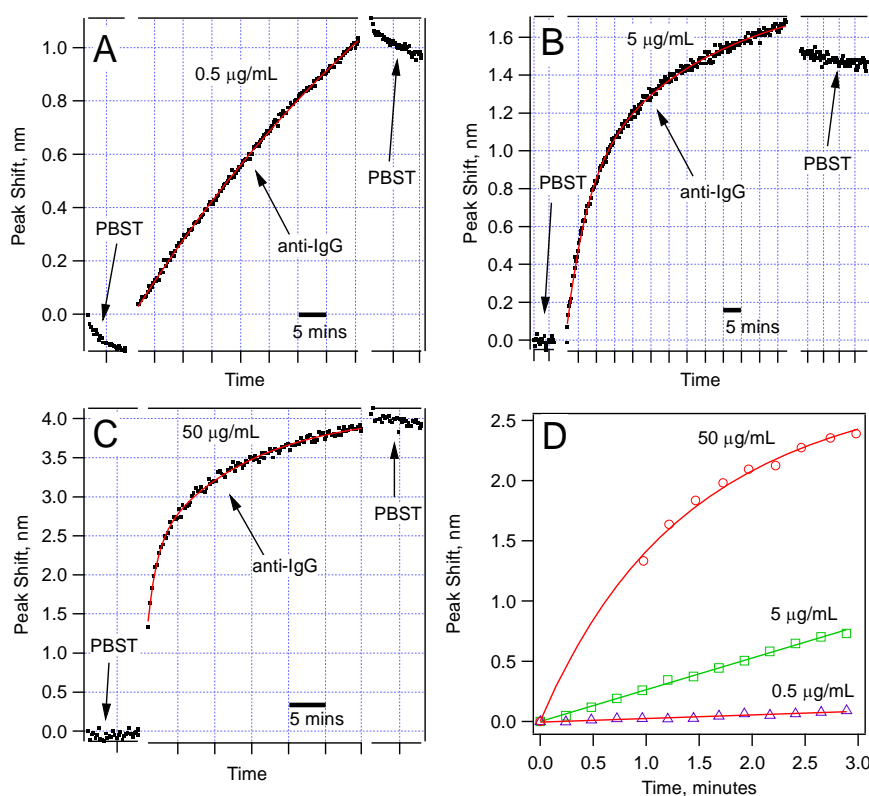 A
0.5 µg/mL
PBST
PBST
anti-IgG
5 mins
Peak Shift, nm
1.0
0.8
0.6
0.4
0.2
0.0
Time
B
5 µg/mL
PBST
PBST
anti-IgG
5 mins
Peak Shift, nm
1.6
1.4
1.2
1.0
0.8
0.6
0.4
0.2
0.0
Time
C
50 µg/mL
PBST
anti-IgG
PBST
5 mins
Peak Shift, nm
4.0
3.5
3.0
2.5
2.0
1.5
1.0
0.5
0.0
Time
D
50 µg/mL
5 µg/mL
0.5 µg/mL
Peak Shift, nm
2.5
2.0
1.5
1.0
0.5
0.0
0.0 0.5 1.0 1.5 2.0 2.5 3.0
Time, minutes